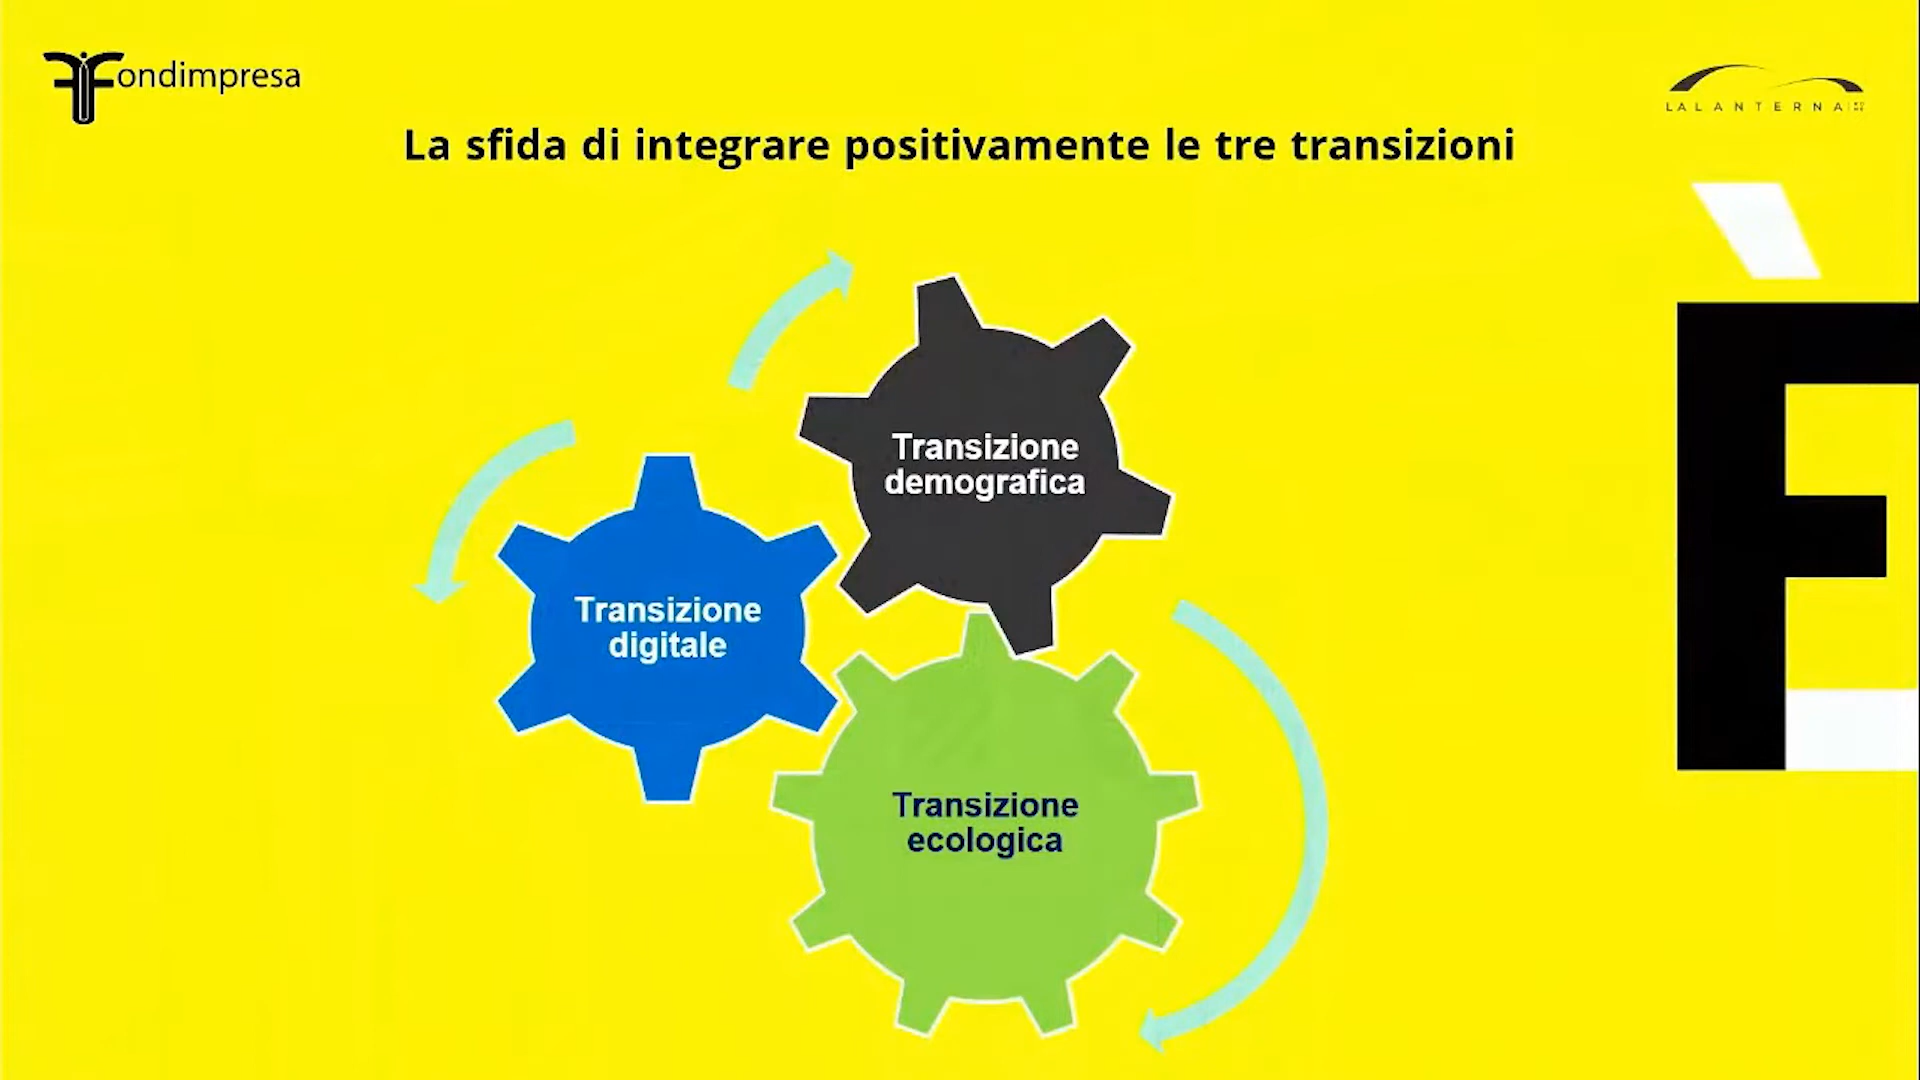 Fondimpresa
LALANTERNA
La sfida di integrare positivamente le tre transizioni
È
Transizione
demografica
Transizione
digitale
Transizione
ecologica